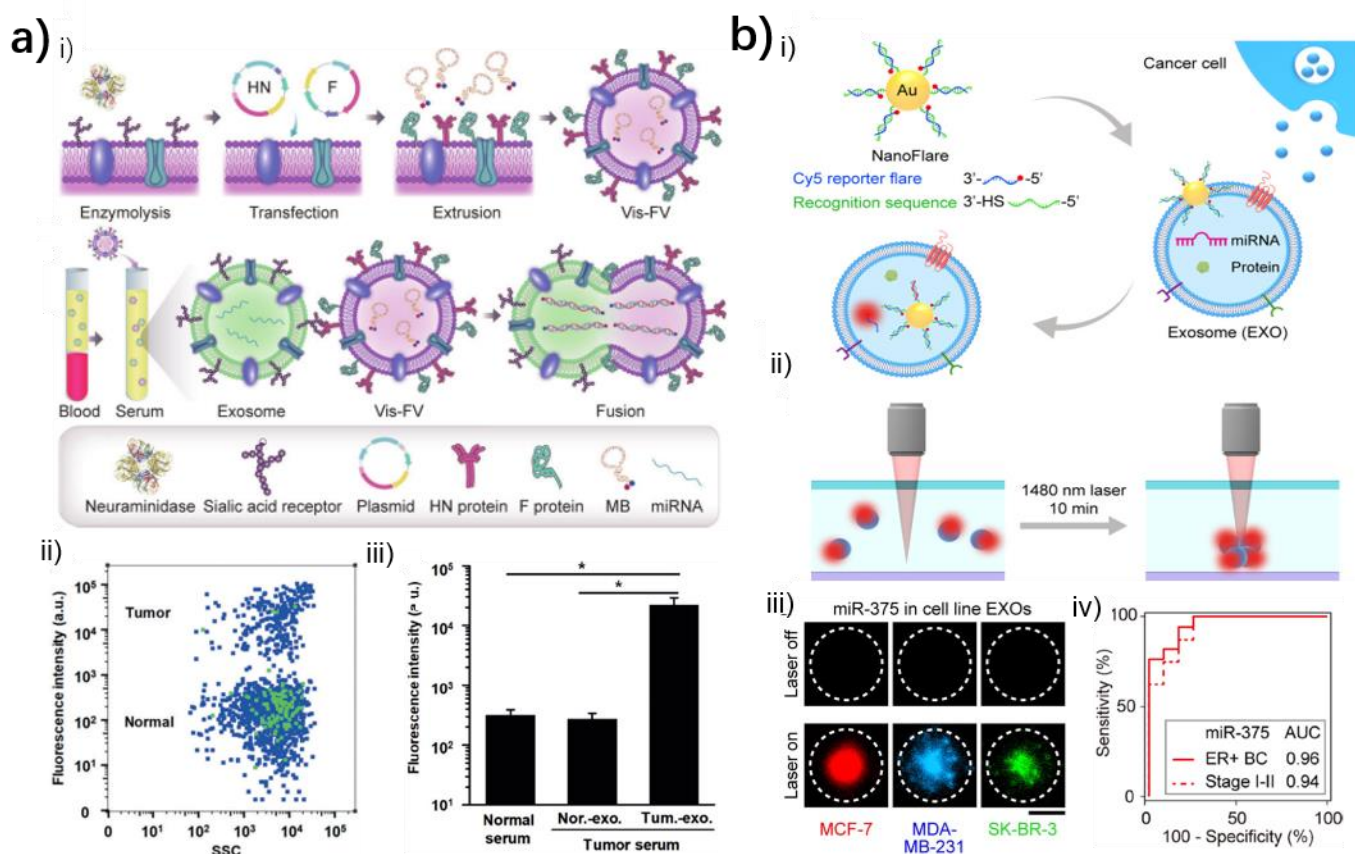 a)
i)
HN
F
Enzymolysis
Transfection
Extrusion
Vis-FV
Blood
Serum
Exosome
Vis-FV
Fusion
Neuraminidase
Sialic acid receptor
Plasmid
HN protein
F protein
MB
miRNA
ii)
Fluorescence intensity (a.u.)
10⁵
10⁴
10³
10²
10¹
0
Tumor
Normal
0
10¹
10²
10³
10⁴
10⁵
SSC
iii)
Fluorescence intensity (a u.)
10⁵
10⁴
10³
10²
10¹
*
*
Normal serum
Nor.-exo.
Tum.-exo.
Tumor serum
b)
i)
Au
NanoFlare
Cancer cell
Cy5 reporter flare 3'- -5'
Recognition sequence 3'-HS -5'
miRNA
Protein
Exosome (EXO)
ii)
1480 nm laser
10 min
iii)
miR-375 in cell line EXOs
Laser off
Laser on
MCF-7
MDA-
MB-231
SK-BR-3
iv)
Sensitivity (%)
100
50
0
miR-375 AUC
ER+ BC 0.96
Stage I-II 0.94
0
50
100
100 - Specificity (%)